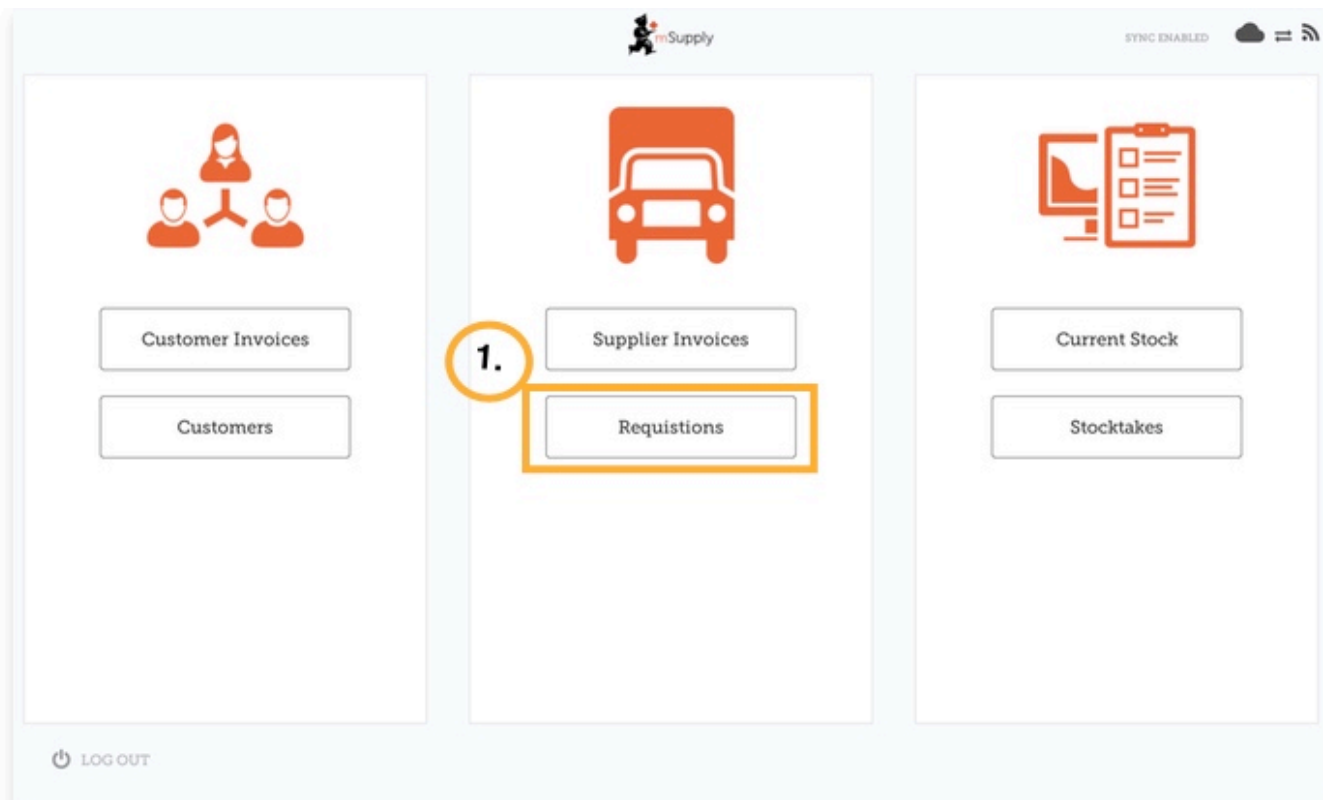 mSupply
SYNC ENABLED
Customer Invoices
Customers
1.
Supplier Invoices
Requistions
Current Stock
Stocktakes
LOG OUT